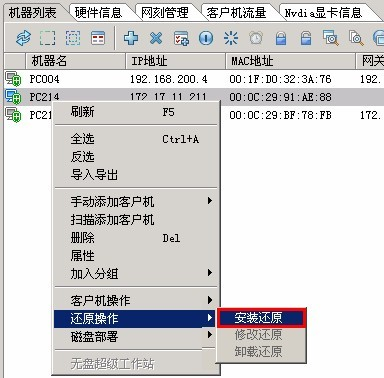 机器列表 硬件信息 网刻管理 客户机流量 Nvdia显卡信息
机器名 IP地址 MAC地址 网关
PC004 192.168.200.4 00:1F:D0:32:3A:76 192.
PC214 172.17.11.211 00:0C:29:91:AE:88
PC21 00:0C:29:BF:78:FB 172.
刷新 F5
全选 Ctrl+A
反选
导入导出
手动添加客户机
扫描添加客户机
删除 Del
属性
加入分组
客户机操作
还原操作 安装还原
磁盘部署 修改还原
卸载还原
无盘超级工作站